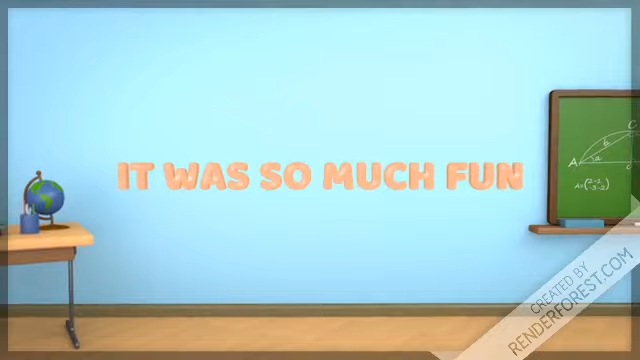 IT WAS SO MUCH FUN
A
C
b
a
c
CREATED BY
RENDERFOREST.COM